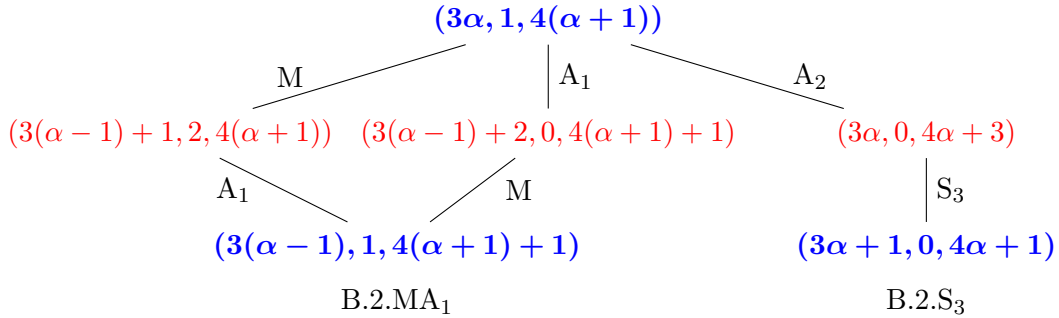 (3α, 1, 4(α + 1))
M A₁ A₂
(3(α − 1) + 1, 2, 4(α + 1)) (3(α − 1) + 2, 0, 4(α + 1) + 1) (3α, 0, 4α + 3)
A₁ M S₃
(3(α − 1), 1, 4(α + 1) + 1) (3α + 1, 0, 4α + 1)
B.2.MA₁ B.2.S₃